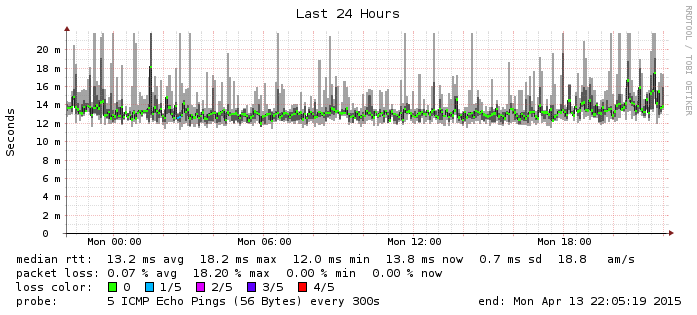 Last 24 Hours
RRDTOOL / TOBI OETIKER
Seconds
20 m
18 m
16 m
14 m
12 m
10 m
8 m
6 m
4 m
2 m
0
Mon 00:00 Mon 06:00 Mon 12:00 Mon 18:00
median rtt: 13.2 ms avg 18.2 ms max 12.0 ms min 13.8 ms now 0.7 ms sd 18.8 am/s
packet loss: 0.07 % avg 18.20 % max 0.00 % min 0.00 % now
loss color: 0 1/5 2/5 3/5 4/5
probe: 5 ICMP Echo Pings (56 Bytes) every 300s end: Mon Apr 13 22:05:19 2015